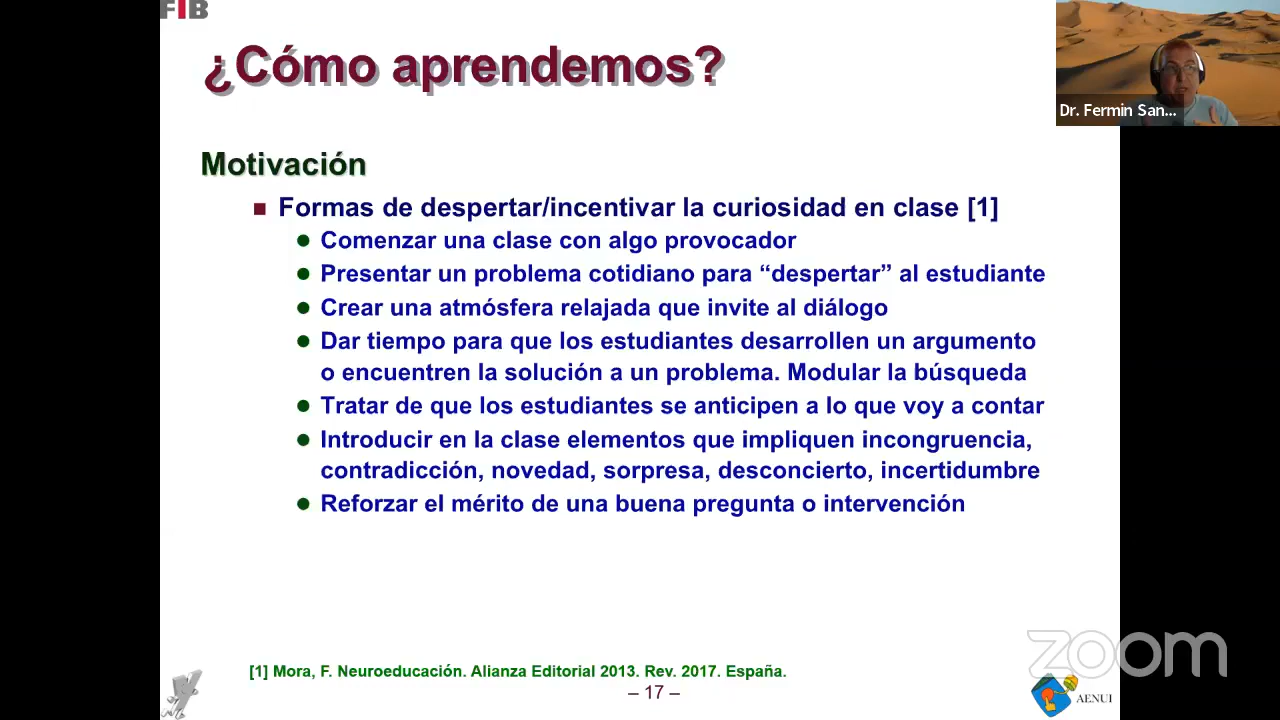 FIB
¿Cómo aprendemos?
Dr. Fermin San...
Motivación
Formas de despertar/incentivar la curiosidad en clase [1]
Comenzar una clase con algo provocador
Presentar un problema cotidiano para “despertar” al estudiante
Crear una atmósfera relajada que invite al diálogo
Dar tiempo para que los estudiantes desarrollen un argumento
o encuentren la solución a un problema. Modular la búsqueda
Tratar de que los estudiantes se anticipen a lo que voy a contar
Introducir en la clase elementos que impliquen incongruencia,
contradicción, novedad, sorpresa, desconcierto, incertidumbre
Reforzar el mérito de una buena pregunta o intervención
zoom
[1] Mora, F. Neuroeducación. Alianza Editorial 2013. Rev. 2017. España.
– 17 –
AENUI